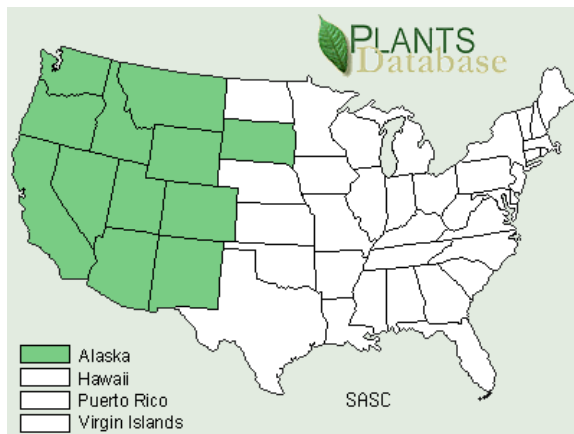 PLANTS
Database
Alaska
Hawaii
Puerto Rico
Virgin Islands
SASC